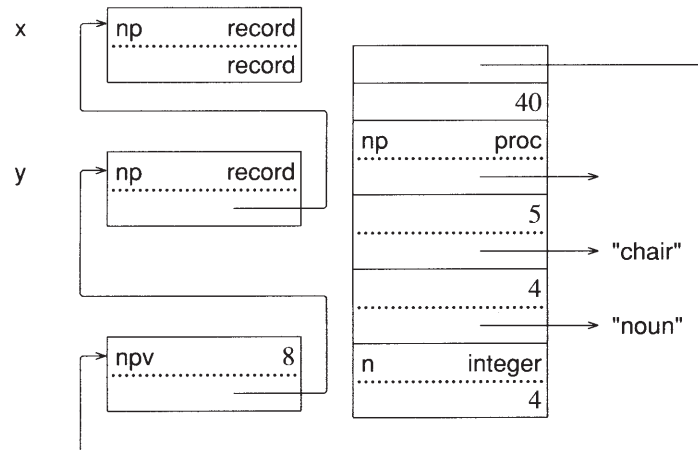 x
np record
record
y
np record
npv 8
40
np proc
5
"chair"
4
"noun"
n integer
4